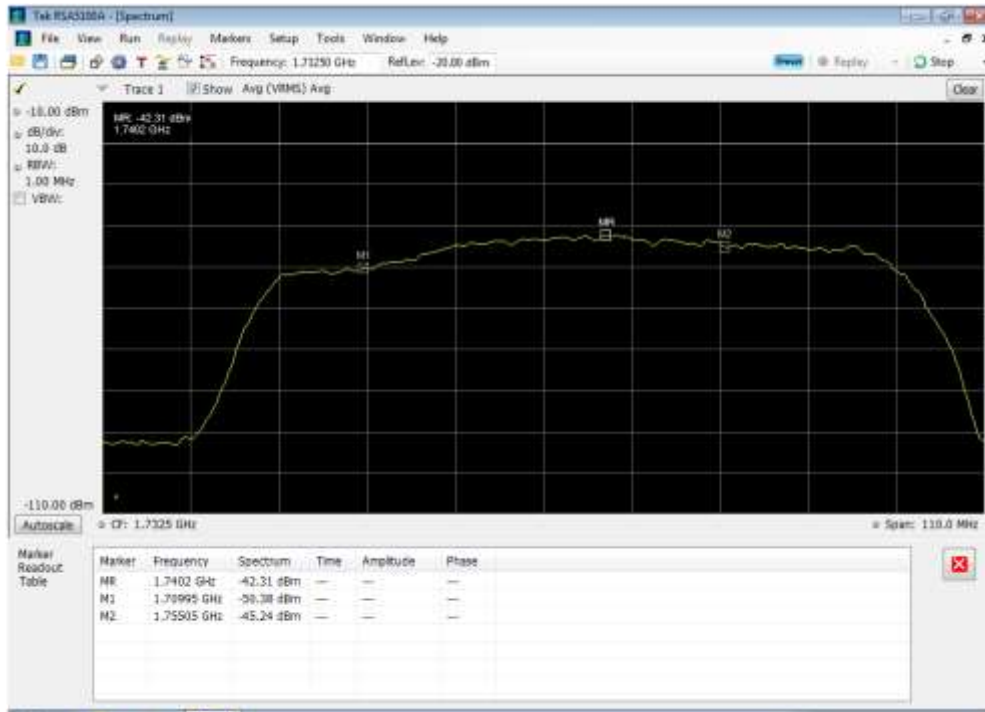 Tek RSA5100A - [Spectrum]
File View Run Replay Markers Setup Tools Window Help
Frequency: 1.73250 GHz RefLev: -20.00 dBm Preset Replay Stop
Trace 1 Show Avg (VRMS) Avg Clear
-10.00 dBm
dB/div:
10.0 dB
RBW:
1.00 MHz
VBW:
MR: -42.31 dBm
1.7402 GHz
MR
M2
M1
-110.00 dBm
Autoscale CF: 1.7325 GHz Span: 110.0 MHz
Marker Readout Table
Marker Frequency Spectrum Time Amplitude Phase
MR 1.7402 GHz -42.31 dBm --- --- ---
M1 1.70995 GHz -50.38 dBm --- --- ---
M2 1.75505 GHz -45.24 dBm --- --- ---